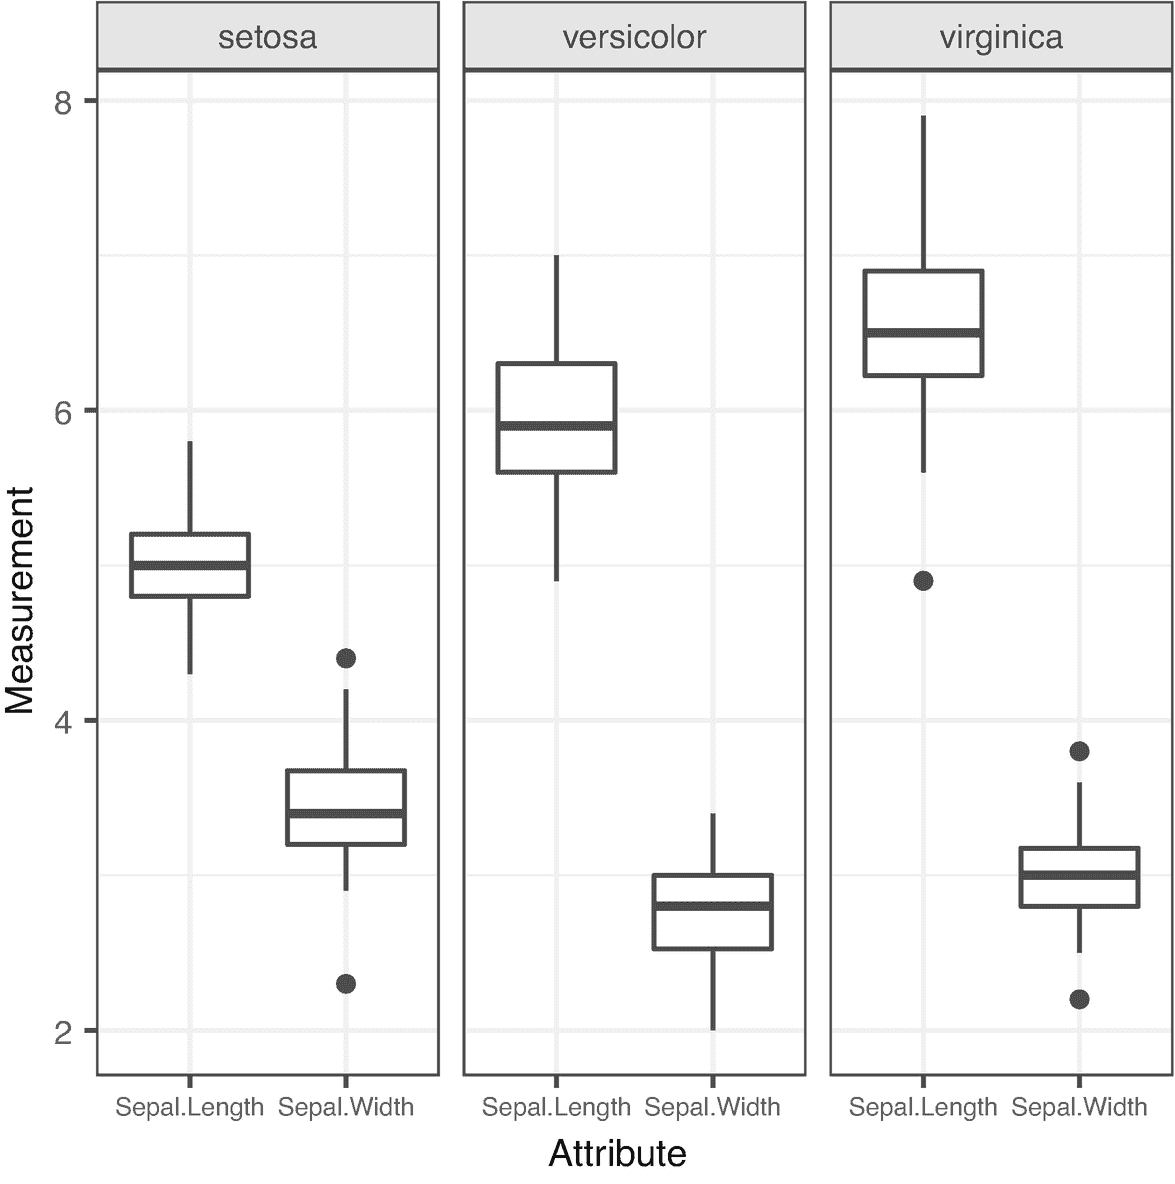 setosa versicolor virginica
8
6
4
2
Measurement
Sepal.Length Sepal.Width Sepal.Length Sepal.Width Sepal.Length Sepal.Width
Attribute